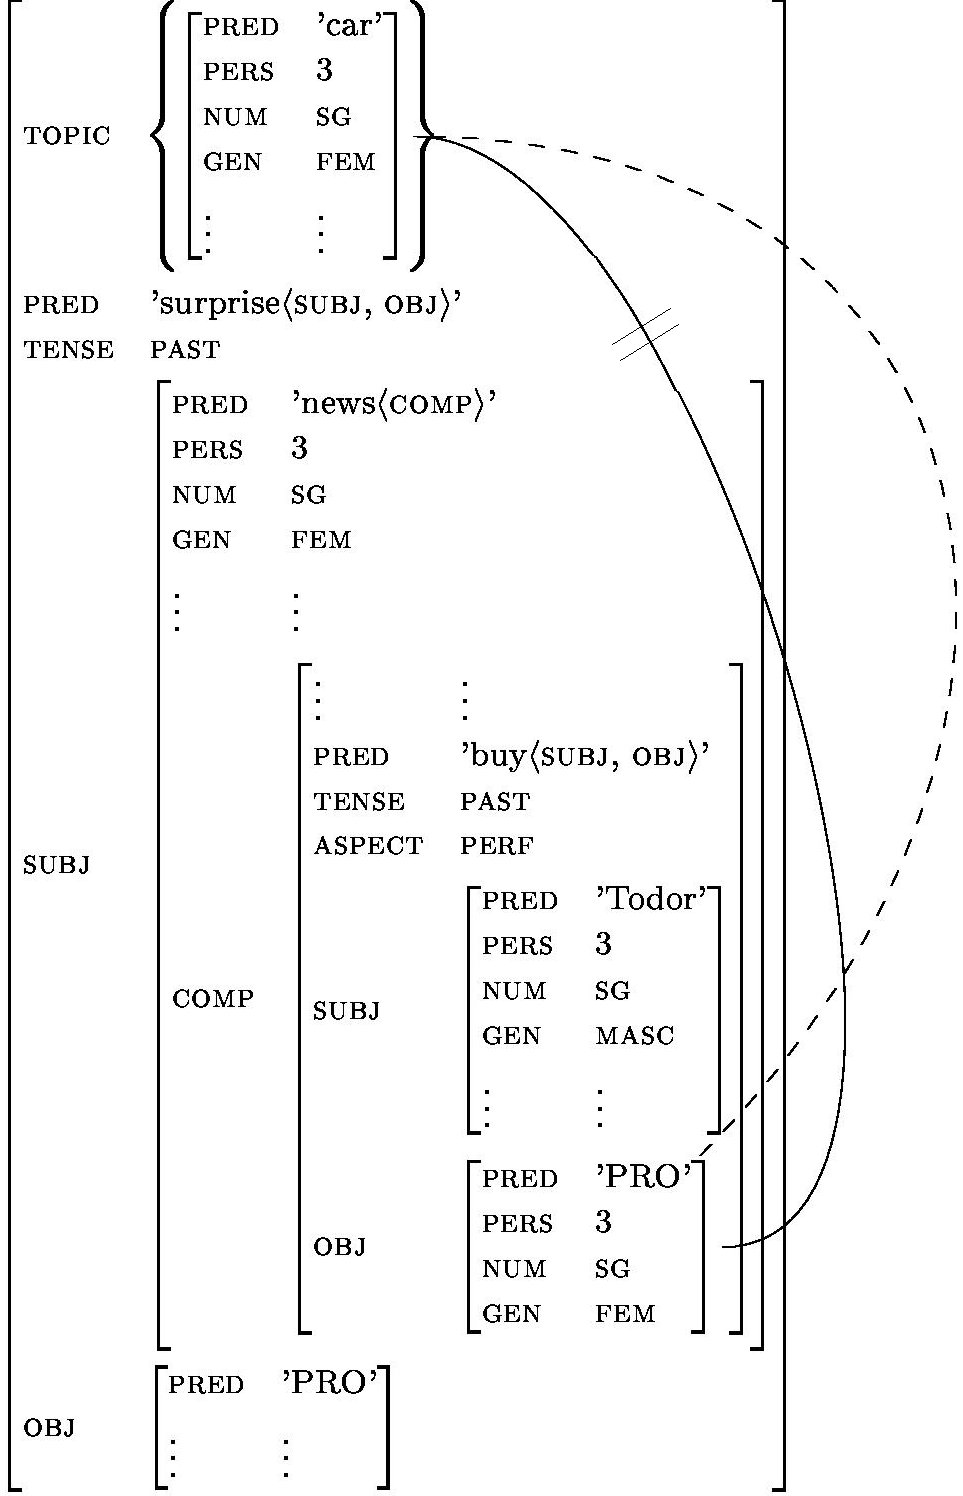 PRED 'car'
PERS 3
NUM SG
TOPIC
GEN FEM
⋮ ⋮
PRED 'surprise⟨SUBJ, OBJ⟩'
TENSE PAST
PRED 'news⟨COMP⟩'
PERS 3
NUM SG
GEN FEM
⋮ ⋮
⋮ ⋮
PRED 'buy⟨SUBJ, OBJ⟩'
TENSE PAST
ASPECT PERF
SUBJ
PRED 'Todor'
PERS 3
NUM SG
COMP
SUBJ
GEN MASC
⋮ ⋮
PRED 'PRO'
PERS 3
OBJ
NUM SG
GEN FEM
PRED 'PRO'
OBJ
⋮ ⋮